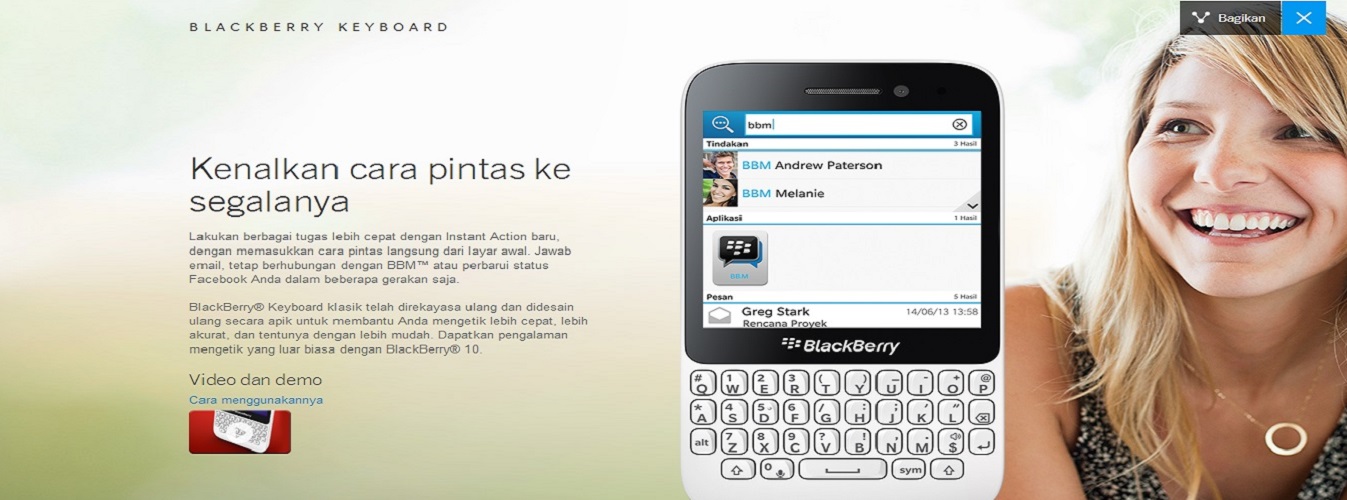 BLACKBERRY KEYBOARD
Bagikan
Kenalkan cara pintas ke
segalanya
Lakukan berbagai tugas lebih cepat dengan Instant Action baru,
dengan memasukkan cara pintas langsung dari layar awal. Jawab
email, tetap berhubungan dengan BBM™ atau perbarui status
Facebook Anda dalam beberapa gerakan saja.
BlackBerry® Keyboard klasik telah direkayasa ulang dan didesain
ulang secara apik untuk membantu Anda mengetik lebih cepat, lebih
akurat, dan tentunya dengan lebih mudah. Dapatkan pengalaman
mengetik yang luar biasa dengan BlackBerry® 10.
Video dan demo
Cara menggunakannya
bbm
Tindakan 3 Hasil
BBM Andrew Paterson
BBM Melanie
Aplikasi 1 Hasil
BBM
Pesan 5 Hasil
Greg Stark 14/06/13 13:58
Rencana Proyek
BlackBerry
# Q 1 W 2 E 3 R ( T ) Y _ U - I + O @ P
* A 4 S 5 D 6 F / G : H ; J ' K " L
alt 7 Z 8 X 9 C ? V ! B , N . M $
0 sym